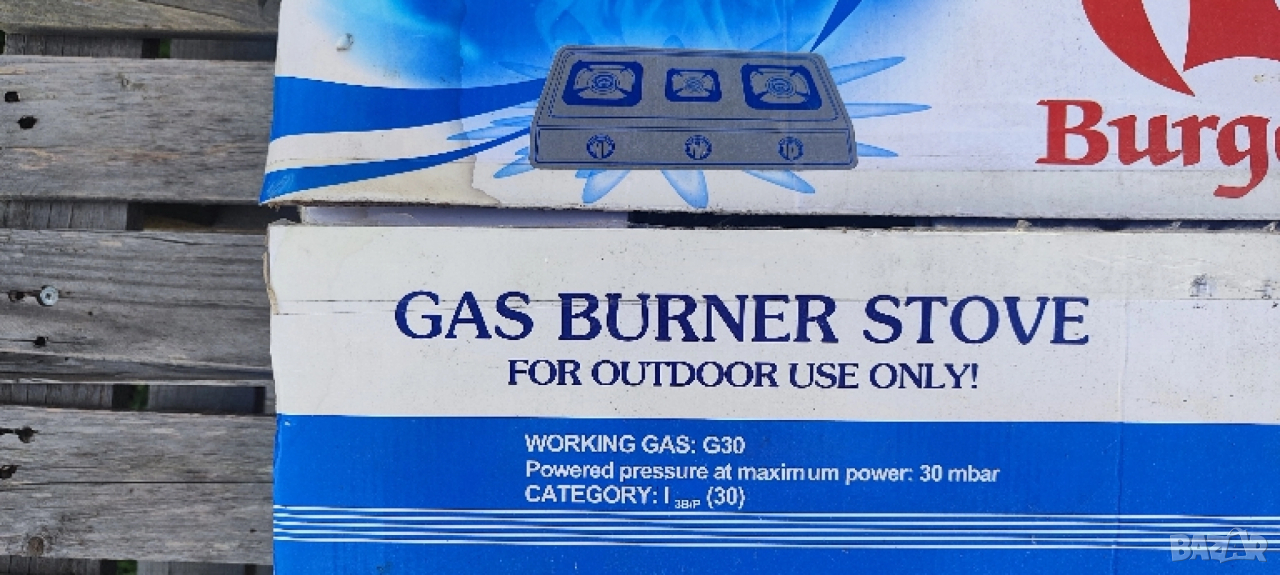 Burg
GAS BURNER STOVE
FOR OUTDOOR USE ONLY!
WORKING GAS: G30
Powered pressure at maximum power: 30 mbar
CATEGORY: I 3B/P (30)
BAZAR